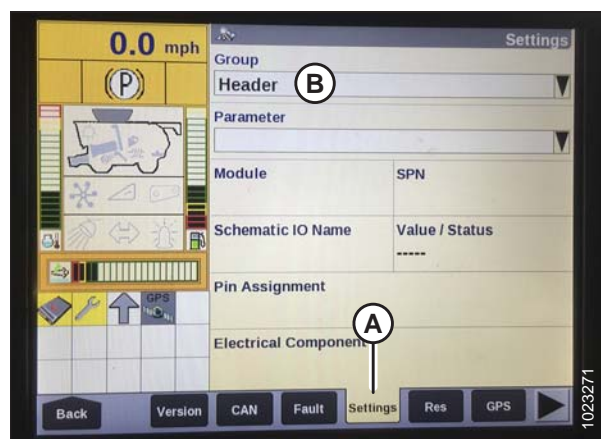 0.0 mph
(P)
GPS
Settings
Group
Header
B
Parameter
Module
SPN
Schematic IO Name
Value / Status
-----
Pin Assignment
A
Electrical Component
Back
Version
CAN
Fault
Settings
Res
GPS
1023271